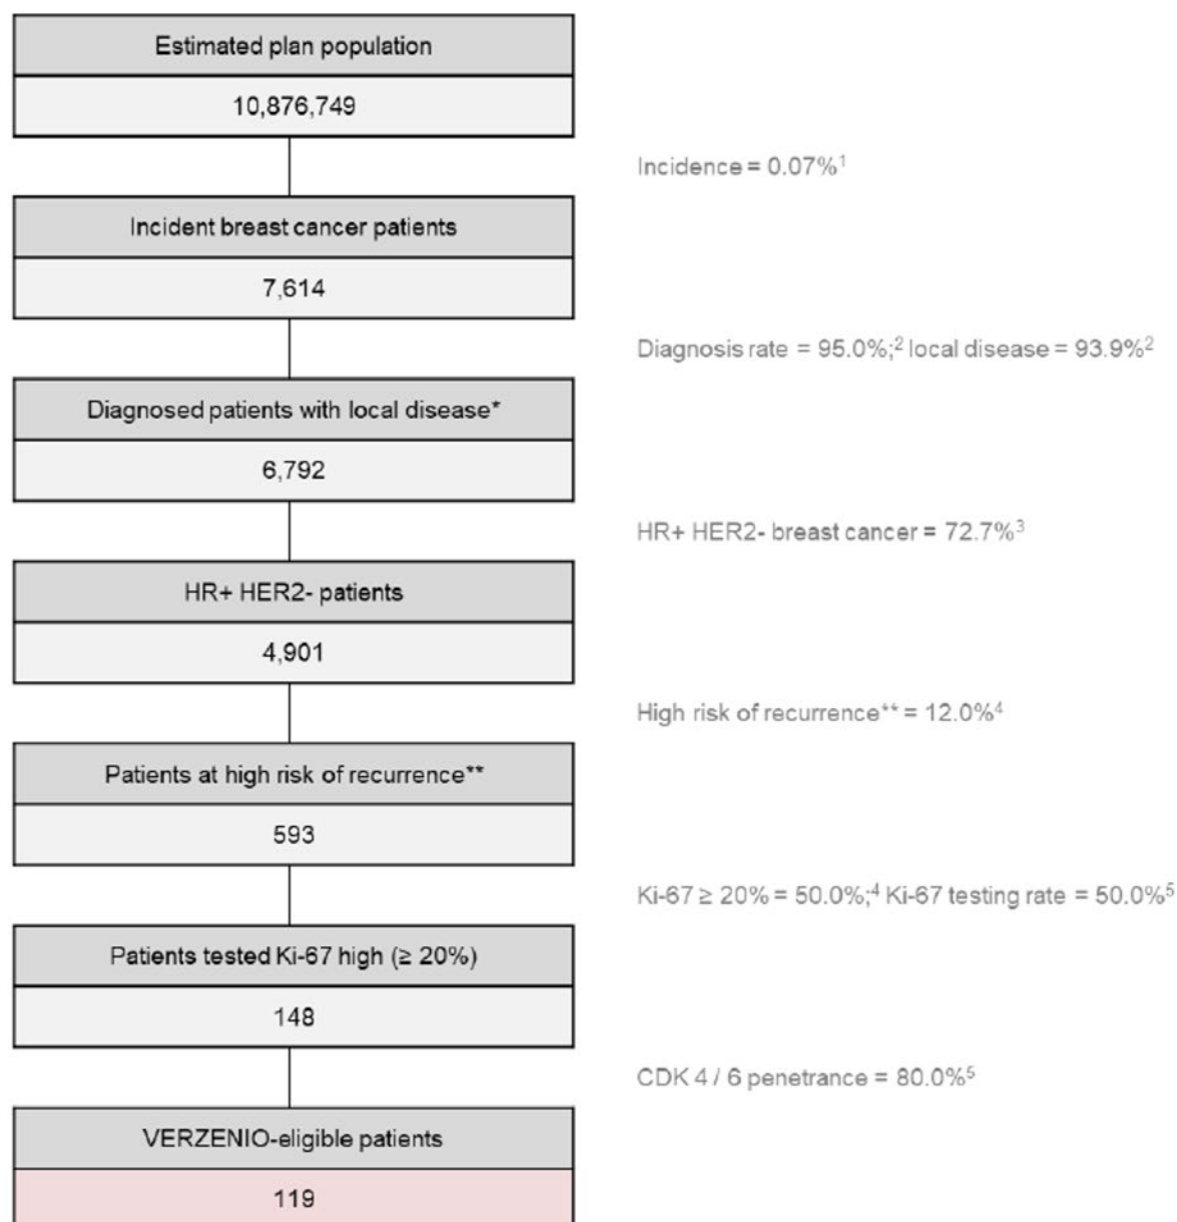 Estimated plan population
10,876,749
Incidence = 0.07%¹
Incident breast cancer patients
7,614
Diagnosis rate = 95.0%;² local disease = 93.9%²
Diagnosed patients with local disease*
6,792
HR+ HER2- breast cancer = 72.7%³
HR+ HER2- patients
4,901
High risk of recurrence** = 12.0%⁴
Patients at high risk of recurrence**
593
Ki-67 ≥ 20% = 50.0%;⁴ Ki-67 testing rate = 50.0%⁵
Patients tested Ki-67 high (≥ 20%)
148
CDK 4 / 6 penetrance = 80.0%⁵
VERZENIO-eligible patients
119